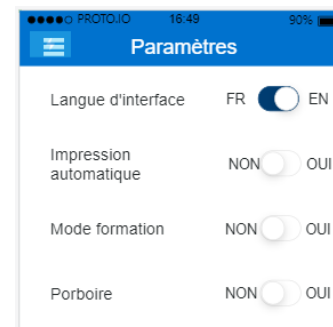 PROTO.IO 16:49 90%
Paramètres
Langue d'interface FR EN
Impression
automatique NON OUI
Mode formation NON OUI
Porboire NON OUI